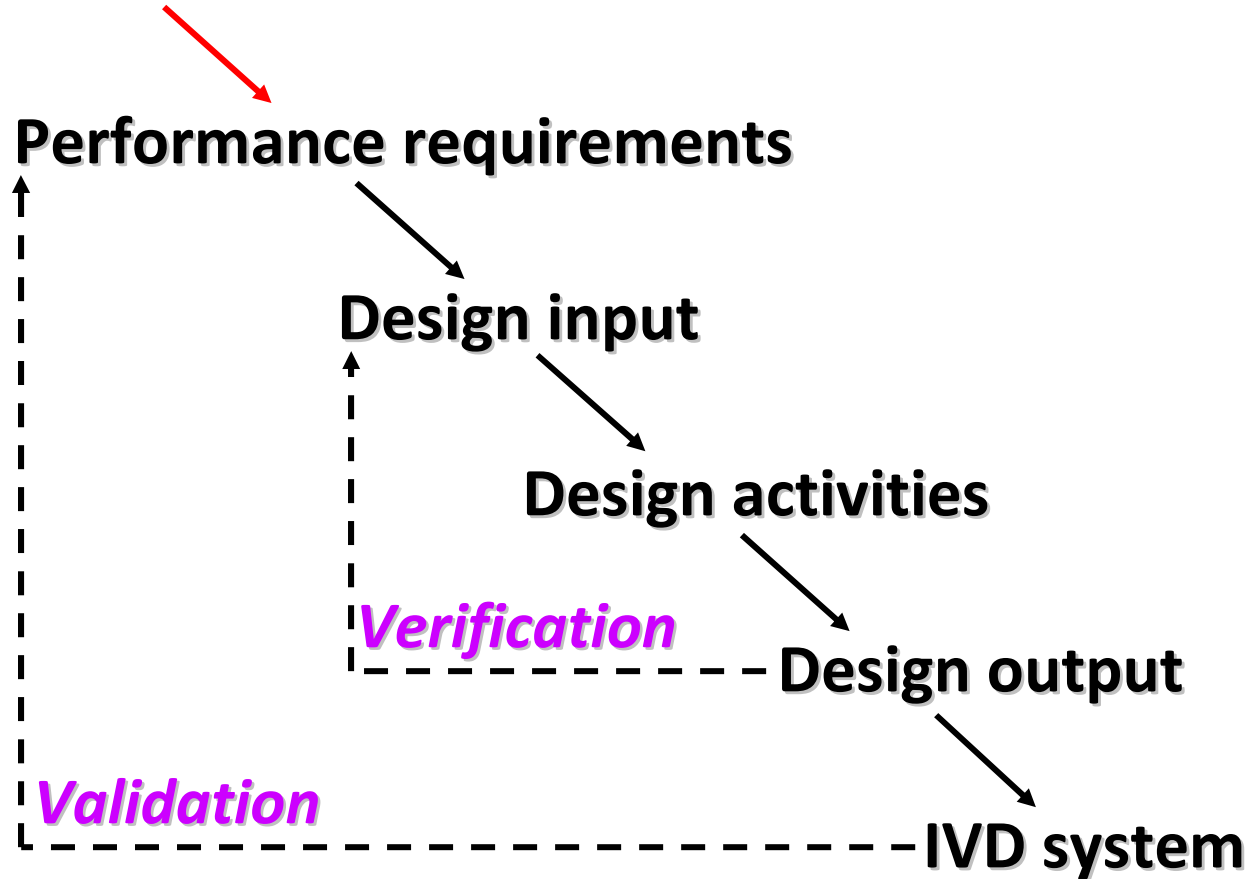 Performance requirements
Design input
Design activities
Verification
Design output
Validation
IVD system